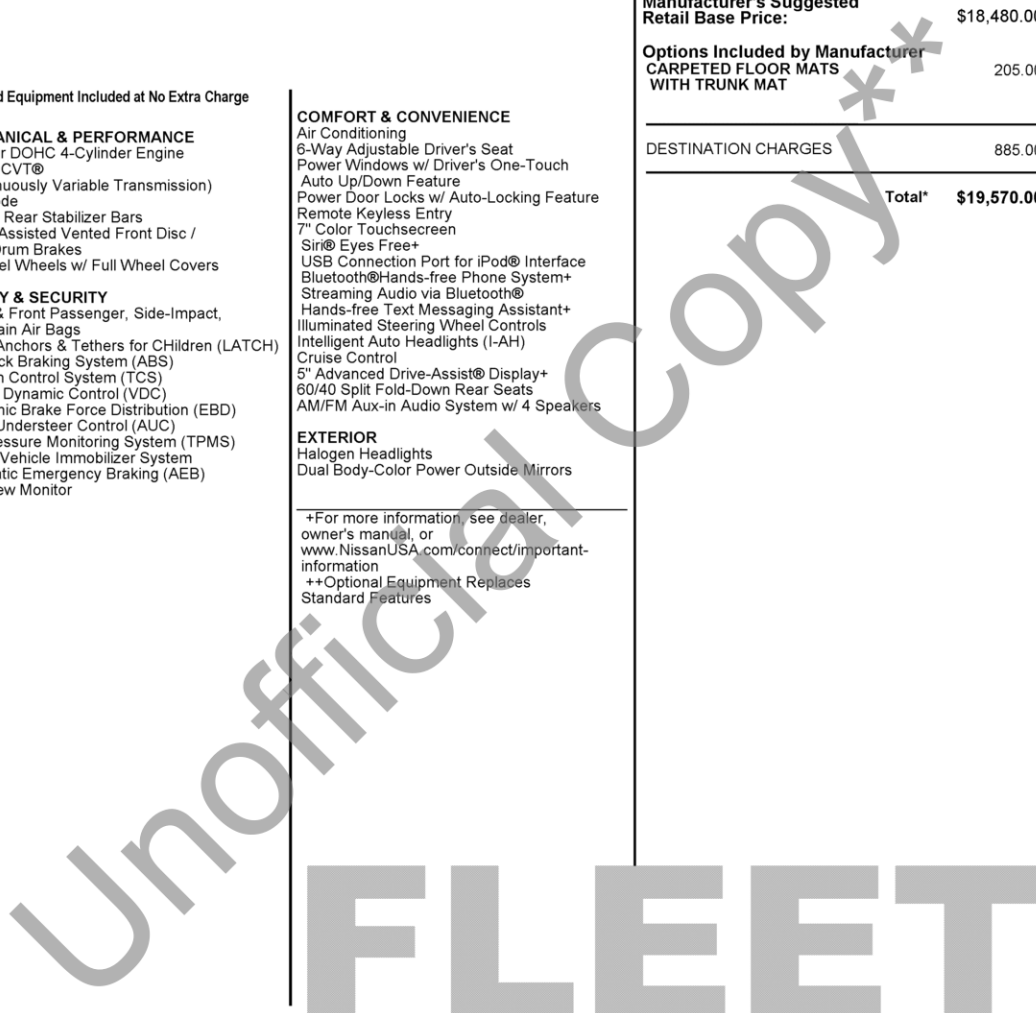 d Equipment Included at No Extra Charge
ANICAL & PERFORMANCE
r DOHC 4-Cylinder Engine
CVT®
nuously Variable Transmission)
de
Rear Stabilizer Bars
Assisted Vented Front Disc /
rum Brakes
el Wheels w/ Full Wheel Covers
Y & SECURITY
& Front Passenger, Side-Impact,
ain Air Bags
Anchors & Tethers for CHildren (LATCH)
ck Braking System (ABS)
n Control System (TCS)
Dynamic Control (VDC)
nic Brake Force Distribution (EBD)
Understeer Control (AUC)
essure Monitoring System (TPMS)
Vehicle Immobilizer System
tic Emergency Braking (AEB)
ew Monitor
COMFORT & CONVENIENCE
Air Conditioning
6-Way Adjustable Driver's Seat
Power Windows w/ Driver's One-Touch
Auto Up/Down Feature
Power Door Locks w/ Auto-Locking Feature
Remote Keyless Entry
7" Color Touchsecreen
Siri® Eyes Free+
USB Connection Port for iPod® Interface
Bluetooth®Hands-free Phone System+
Streaming Audio via Bluetooth®
Hands-free Text Messaging Assistant+
Illuminated Steering Wheel Controls
Intelligent Auto Headlights (I-AH)
Cruise Control
5" Advanced Drive-Assist® Display+
60/40 Split Fold-Down Rear Seats
AM/FM Aux-in Audio System w/ 4 Speakers
EXTERIOR
Halogen Headlights
Dual Body-Color Power Outside Mirrors
+For more information, see dealer,
owner's manual, or
www.NissanUSA.com/connect/important-
information
++Optional Equipment Replaces
Standard Features
Manufacturer's Suggested
Retail Base Price: $18,480.00
Options Included by Manufacturer
CARPETED FLOOR MATS 205.00
WITH TRUNK MAT
DESTINATION CHARGES 885.00
Total* $19,570.00
Unofficial Copy**
FLEET